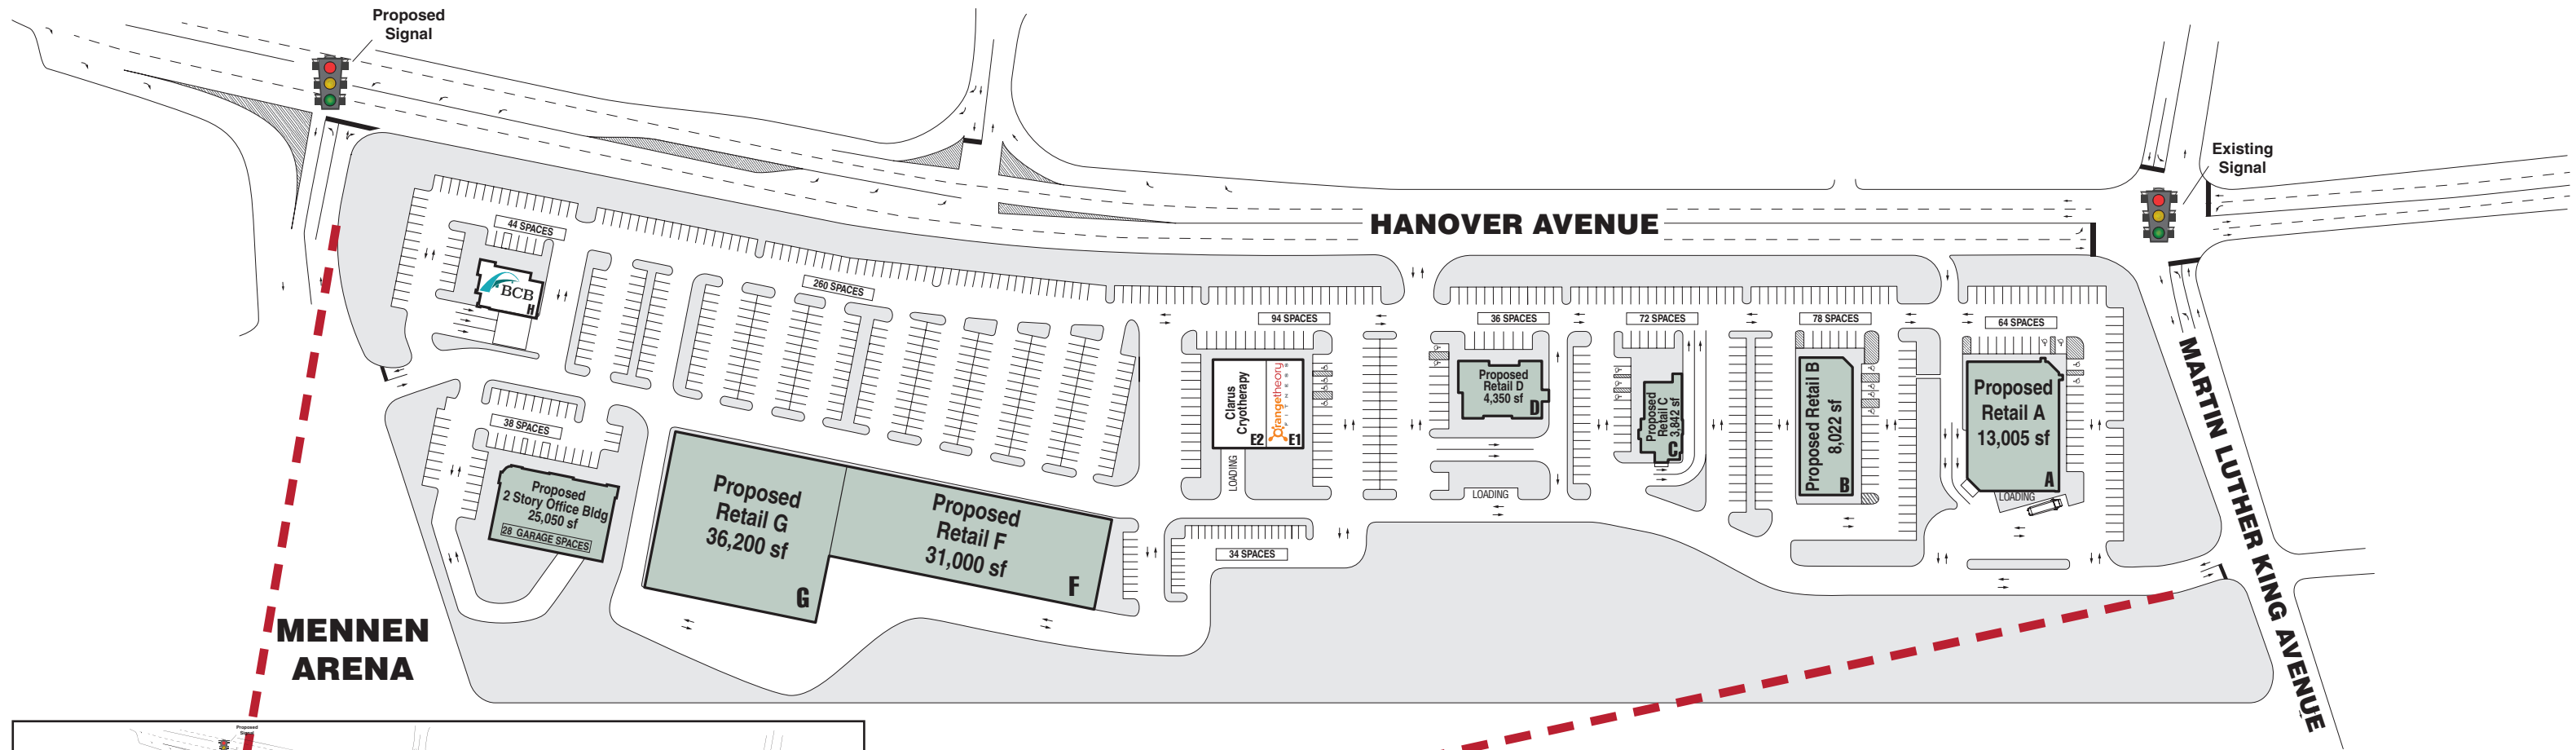 Proposed
Signal
Existing
Signal
HANOVER AVENUE
44 SPACES
260 SPACES
94 SPACES
36 SPACES
72 SPACES
78 SPACES
64 SPACES
BCB
H
38 SPACES
Proposed
2 Story Office Bldg
25,050 sf
28 GARAGE SPACES
Proposed
Retail G
36,200 sf
G
Proposed
Retail F
31,000 sf
F
Clarus
Cryotherapy
E2
Orangetheory
FITNESS
E1
LOADING
34 SPACES
Proposed
Retail D
4,350 sf
D
LOADING
Proposed
Retail C
3,842 sf
C
Proposed Retail B
8,022 sf
B
Proposed
Retail A
13,005 sf
A
LOADING
MARTIN LUTHER KING AVENUE
MENNEN
ARENA
Proposed
Signal